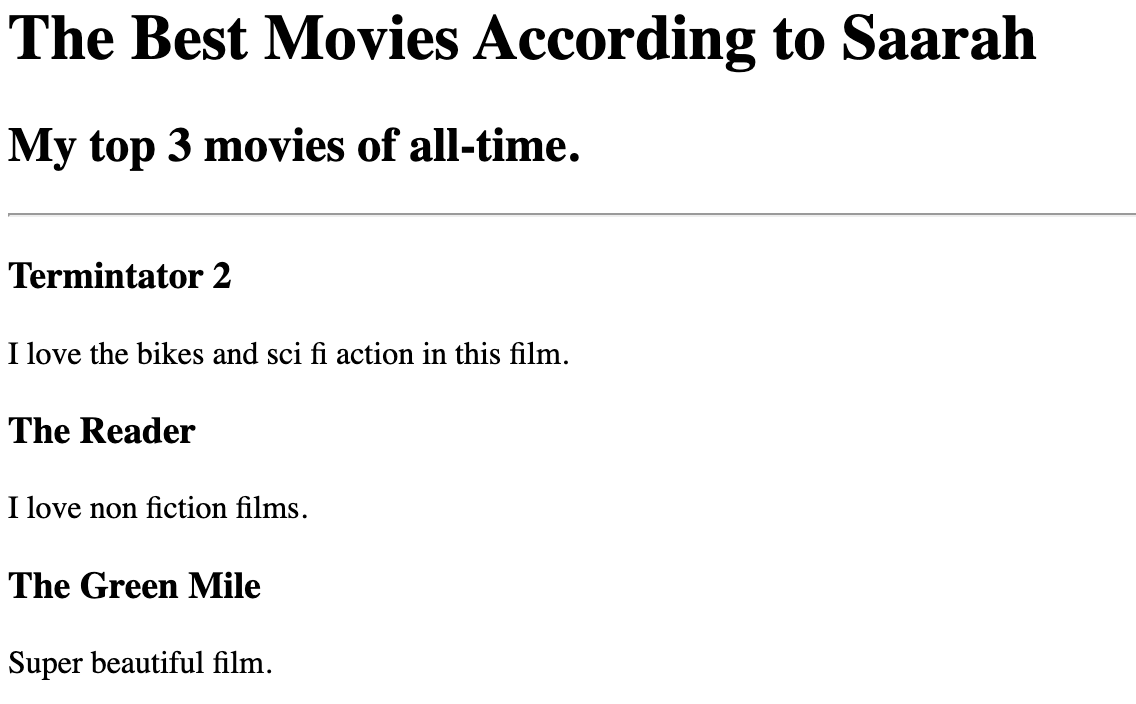 The Best Movies According to Saarah
My top 3 movies of all-time.
Termintator 2
I love the bikes and sci fi action in this film.
The Reader
I love non fiction films.
The Green Mile
Super beautiful film.